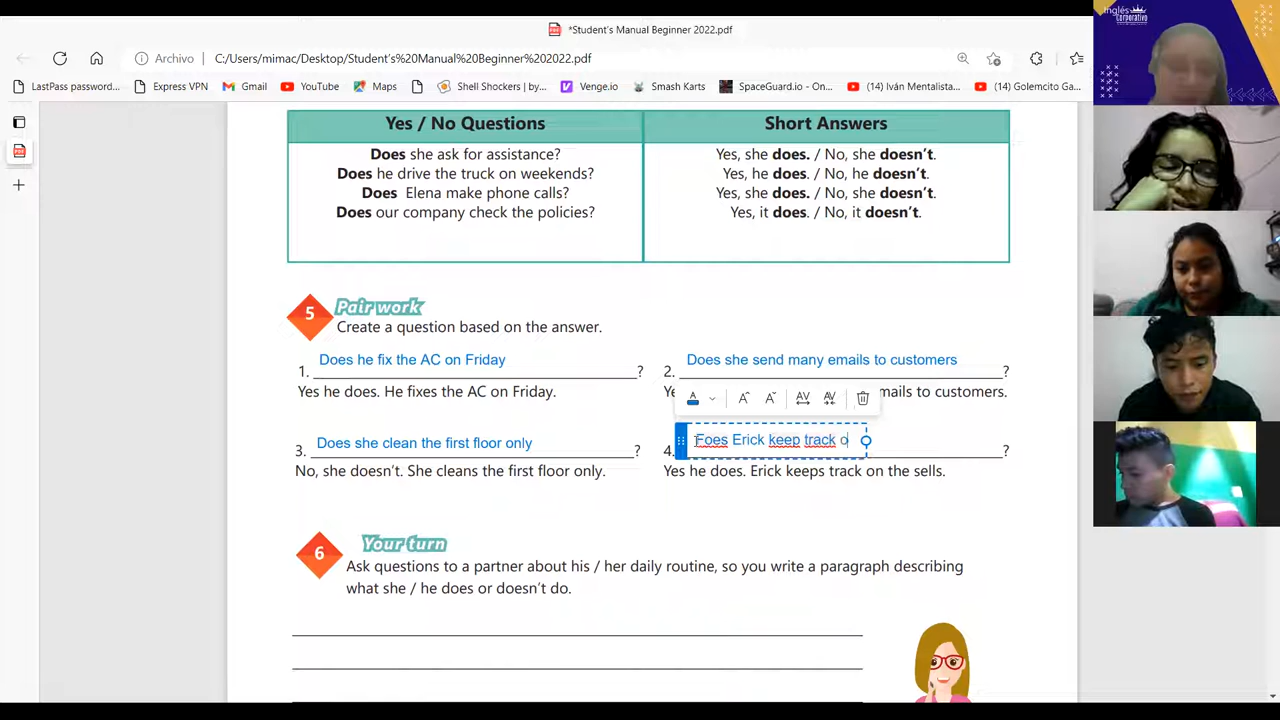 *Student's Manual Beginner 2022.pdf
Archivo
C:/Users/mimac/Desktop/Student's%20Manual%20Beginner%202022.pdf
LastPass password...
Express VPN
Gmail
YouTube
Maps
Shell Shockers | by...
Venge.io
Smash Karts
SpaceGuard.io - On...
(14) Iván Mentalista...
(14) Golemcito Ga...
Inglés
Corporativo
Yes / No Questions
Does she ask for assistance?
Does he drive the truck on weekends?
Does Elena make phone calls?
Does our company check the policies?
Short Answers
Yes, she does. / No, she doesn't.
Yes, he does. / No, he doesn't.
Yes, she does. / No, she doesn't.
Yes, it does. / No, it doesn't.
5 Pair work
Create a question based on the answer.
Does he fix the AC on Friday
1. ?
Yes he does. He fixes the AC on Friday.
Does she send many emails to customers
2. ?
Ye mails to customers.
Does she clean the first floor only
3. ?
No, she doesn't. She cleans the first floor only.
Foes Erick keep track o
4. ?
Yes he does. Erick keeps track on the sells.
6 Your turn
Ask questions to a partner about his / her daily routine, so you write a paragraph describing
what she / he does or doesn't do.